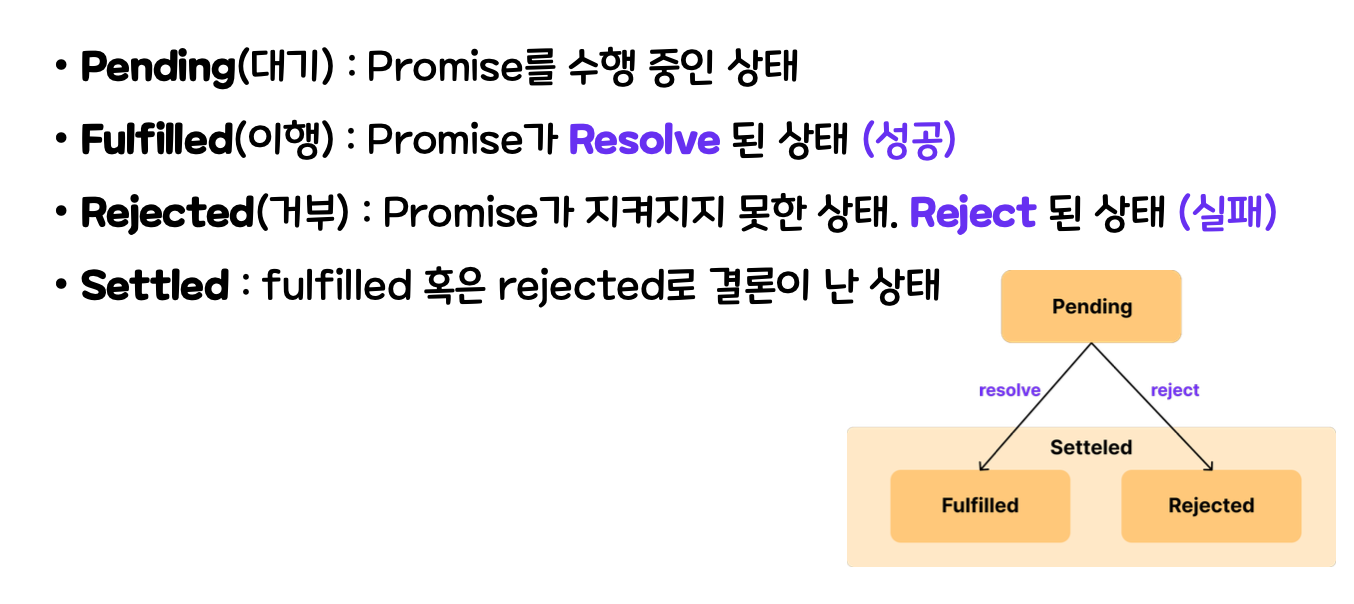 • Pending(대기) : Promise를 수행 중인 상태
• Fulfilled(이행) : Promise가 Resolve 된 상태 (성공)
• Rejected(거부) : Promise가 지켜지지 못한 상태. Reject 된 상태 (실패)
• Settled : fulfilled 혹은 rejected로 결론이 난 상태
Pending
resolve reject
Setteled
Fulfilled Rejected